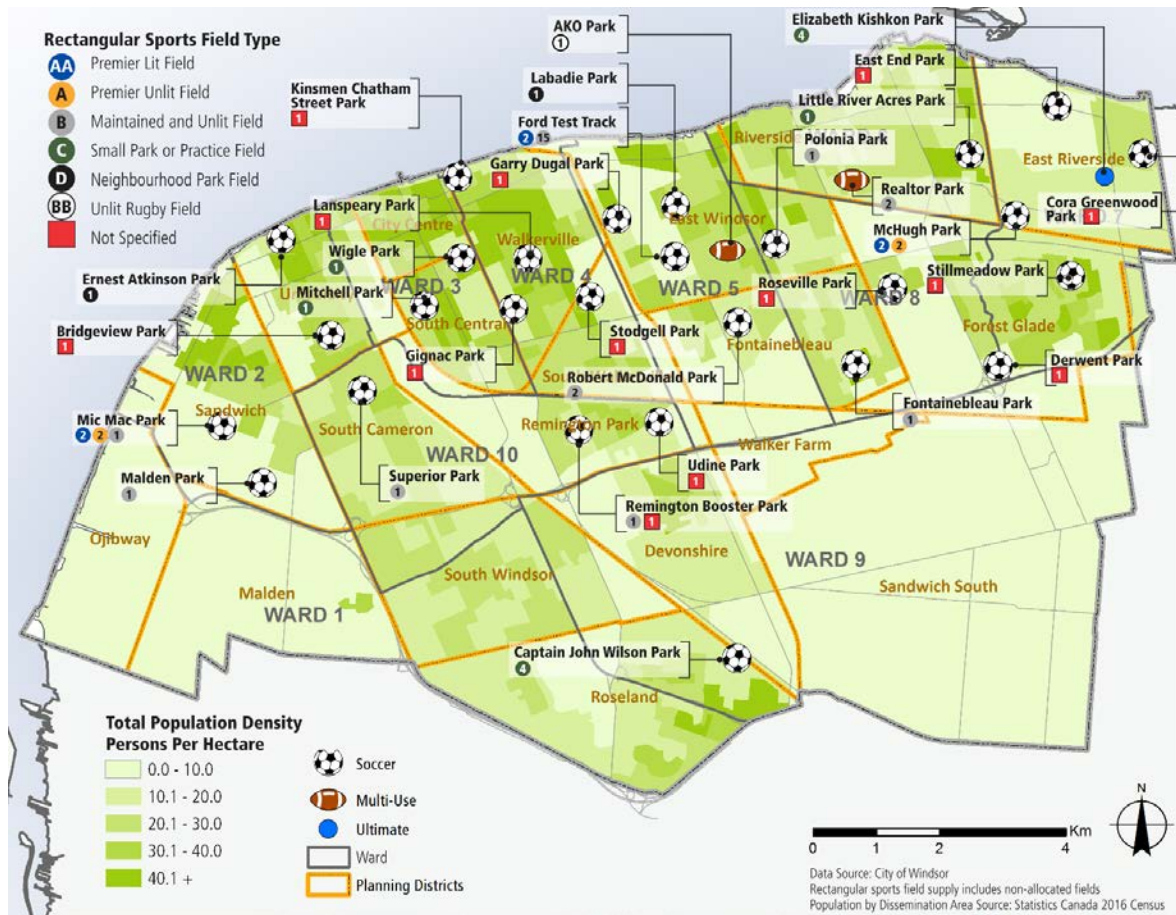 Rectangular Sports Field Type
AA Premier Lit Field
A Premier Unlit Field
B Maintained and Unlit Field
C Small Park or Practice Field
D Neighbourhood Park Field
BB Unlit Rugby Field
Not Specified
Kinsmen Chatham
Street Park
1
AKO Park
1
Labadie Park
1
Ford Test Track
2 15
Garry Dugal Park
1
Elizabeth Kishkon Park
4
East End Park
1
Little River Acres Park
1
Riverside
Polonia Park
1
East Riverside
Realtor Park
2
Cora Greenwood
Park 1
McHugh Park
2 2
Lanspeary Park
1
City Centre
Walkerville
East Windsor
Wigle Park
1
WARD 4
WARD 5
WARD 3
Ernest Atkinson Park
1
Mitchell Park
1
Roseville Park
1
WARD 8
Stillmeadow Park
1
Bridgeview Park
1
South Central
Stodgell Park
1
Fontainebleau
Forest Glade
Gignac Park
1
Robert McDonald Park
2
Derwent Park
1
WARD 2
Sandwich
Fontainebleau Park
1
Mic Mac Park
2 2 1
South Cameron
Remington Park
WARD 10
Walker Farm
Malden Park
1
Superior Park
1
Udine Park
1
Remington Booster Park
1 1
Ojibway
Devonshire
South Windsor
WARD 9
Sandwich South
Malden
WARD 1
Captain John Wilson Park
4
Roseland
Total Population Density
Persons Per Hectare
0.0 - 10.0
10.1 - 20.0
20.1 - 30.0
30.1 - 40.0
40.1 +
Soccer
Multi-Use
Ultimate
Ward
Planning Districts
N
Km
0 1 2 4
Data Source: City of Windsor
Rectangular sports field supply includes non-allocated fields
Population by Dissemination Area Source: Statistics Canada 2016 Census